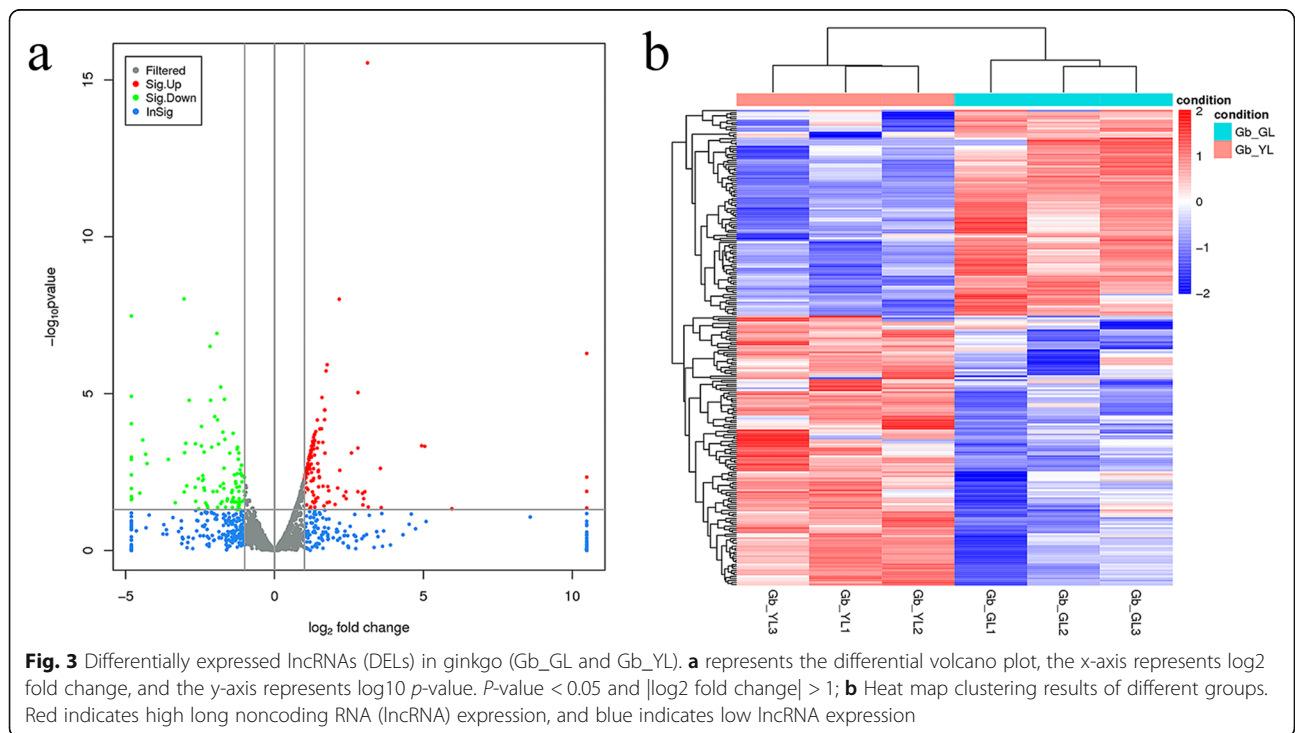 a
Filtered
Sig.Up
Sig.Down
InSig
15
10
5
0
−log10pvalue
−5
0
5
10
log2 fold change
b
condition
2
1
0
−1
−2
condition
Gb_GL
Gb_YL
Gb_YL3
Gb_YL1
Gb_YL2
Gb_GL1
Gb_GL2
Gb_GL3
Fig. 3 Differentially expressed lncRNAs (DELs) in ginkgo (Gb_GL and Gb_YL). a represents the differential volcano plot, the x-axis represents log2
fold change, and the y-axis represents log10 p-value. P-value < 0.05 and |log2 fold change| > 1; b Heat map clustering results of different groups.
Red indicates high long noncoding RNA (lncRNA) expression, and blue indicates low lncRNA expression